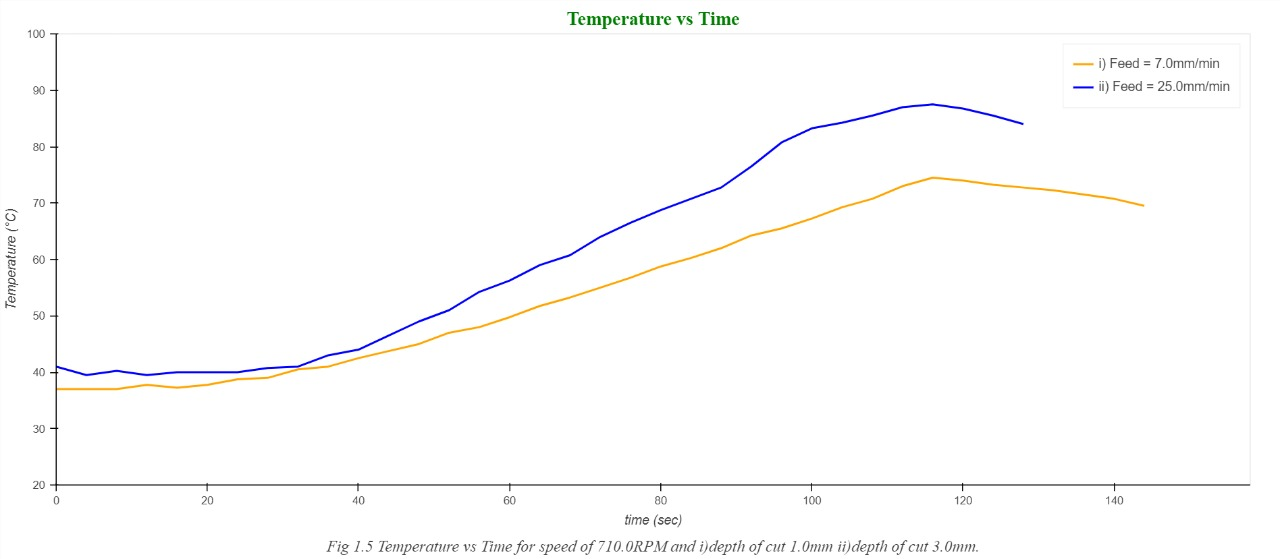 Temperature vs Time
100
i) Feed = 7.0mm/min
90
ii) Feed = 25.0mm/min
80
70
60
50
40
30
20
Temperature (°C)
0 20 40 60 80 100 120 140
time (sec)
Fig 1.5 Temperature vs Time for speed of 710.0RPM and i)depth of cut 1.0mm ii)depth of cut 3.0mm.